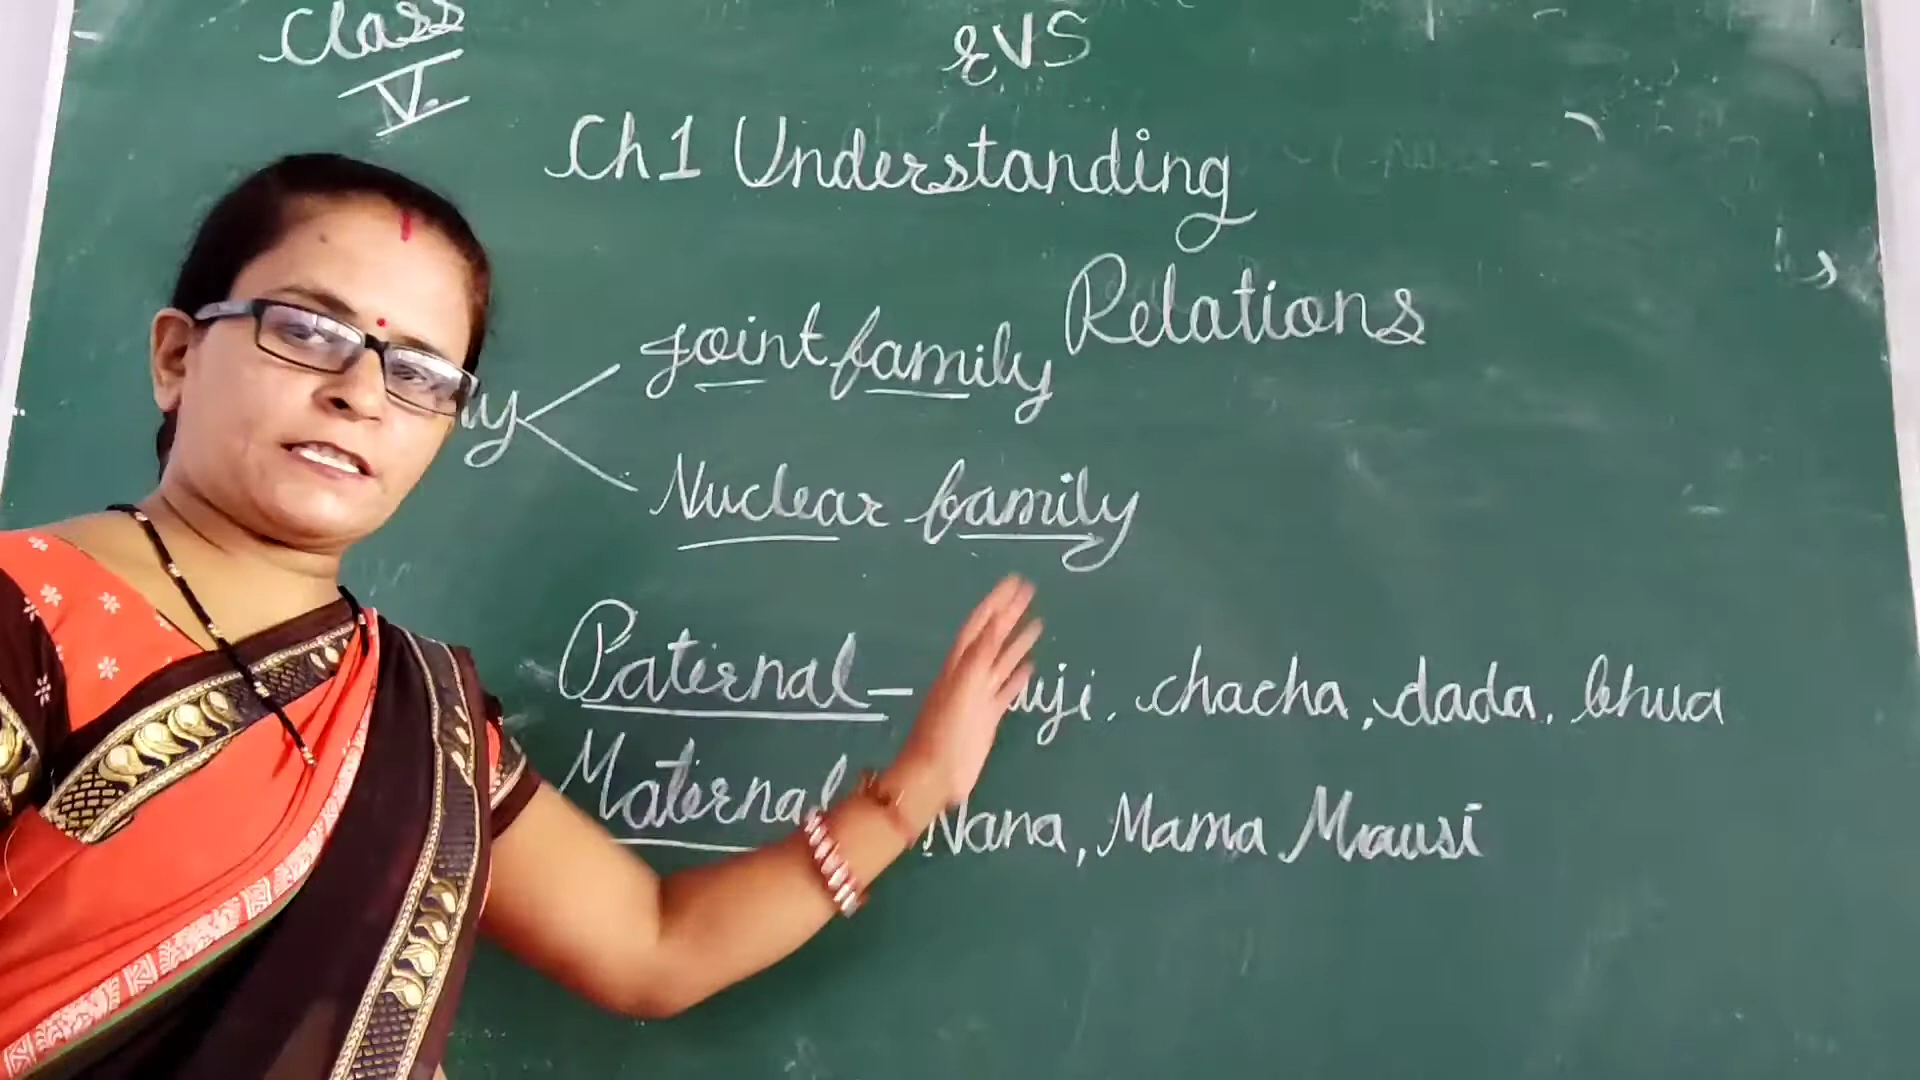 Class
V.
EVS
Ch1 Understanding
Relations
Joint family
Nuclear family
Paternal - chacha, dada, bhua
Maternal Nana, Mama Mausi